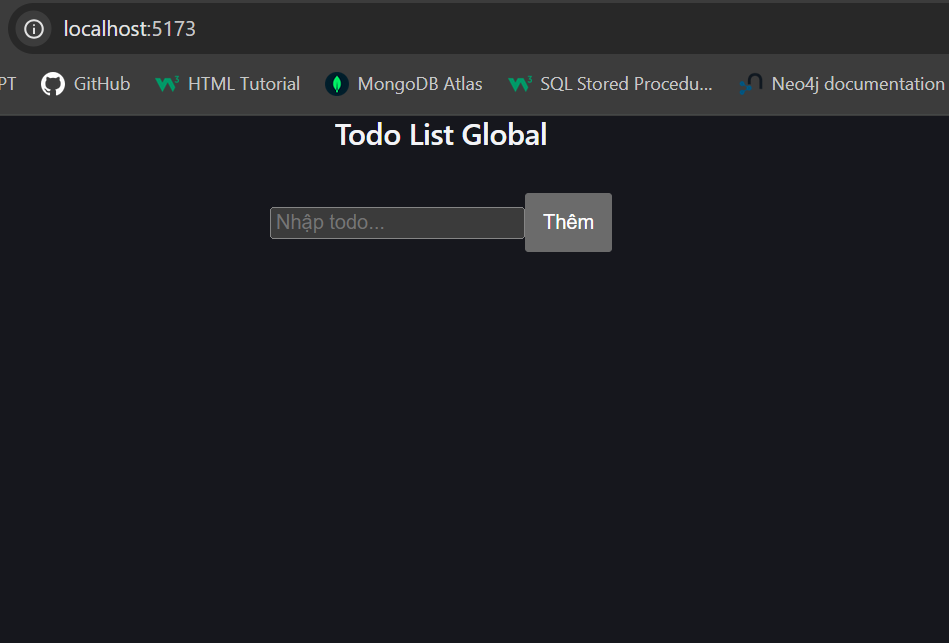 localhost:5173
PT GitHub HTML Tutorial MongoDB Atlas SQL Stored Procedu... Neo4j documentation
Todo List Global
Nhập todo... Thêm